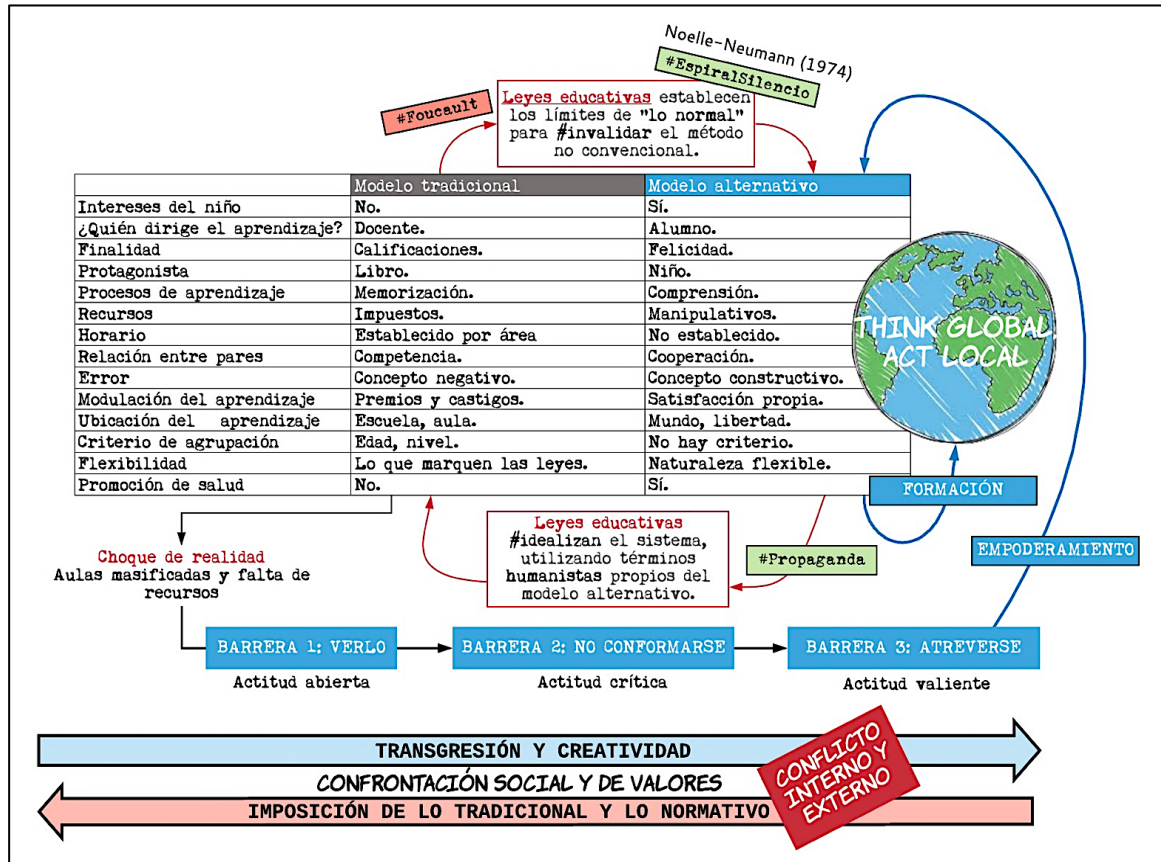 Noelle-Neumann (1974)
#EspiralSilencio
#Foucault
Leyes educativas establecen
los límites de "lo normal"
para #invalidar el método
no convencional.
Modelo tradicional Modelo alternativo
Intereses del niño No. Sí.
¿Quién dirige el aprendizaje? Docente. Alumno.
Finalidad Calificaciones. Felicidad.
Protagonista Libro. Niño.
Procesos de aprendizaje Memorización. Comprensión.
Recursos Impuestos. Manipulativos.
Horario Establecido por área No establecido.
Relación entre pares Competencia. Cooperación.
Error Concepto negativo. Concepto constructivo.
Modulación del aprendizaje Premios y castigos. Satisfacción propia.
Ubicación del aprendizaje Escuela, aula. Mundo, libertad.
Criterio de agrupación Edad, nivel. No hay criterio.
Flexibilidad Lo que marquen las leyes. Naturaleza flexible.
Promoción de salud No. Sí.
THINK GLOBAL
ACT LOCAL
FORMACIÓN
EMPODERAMIENTO
Leyes educativas
#idealizan el sistema,
utilizando términos
humanistas propios del
modelo alternativo.
#Propaganda
Choque de realidad
Aulas masificadas y falta de
recursos
BARRERA 1: VERLO
Actitud abierta
BARRERA 2: NO CONFORMARSE
Actitud crítica
BARRERA 3: ATREVERSE
Actitud valiente
TRANSGRESIÓN Y CREATIVIDAD
CONFRONTACIÓN SOCIAL Y DE VALORES
IMPOSICIÓN DE LO TRADICIONAL Y LO NORMATIVO
CONFLICTO
INTERNO Y
EXTERNO